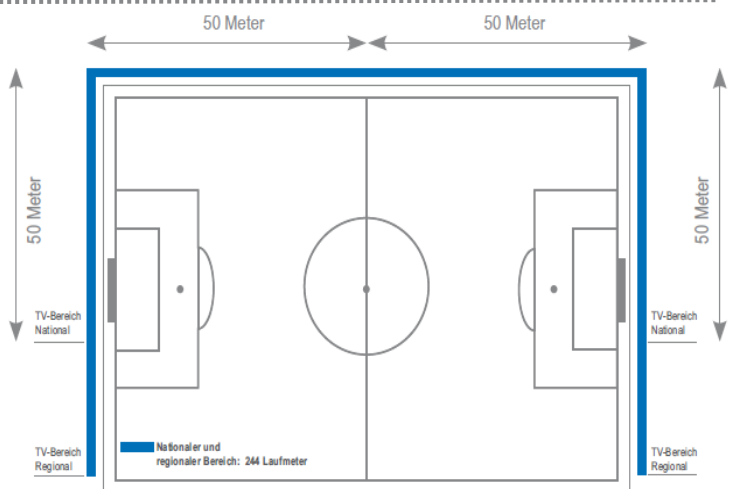 50 Meter
50 Meter
50 Meter
50 Meter
TV-Bereich
National
TV-Bereich
National
TV-Bereich
Regional
Nationaler und
regionaler Bereich: 244 Laufmeter
TV-Bereich
Regional